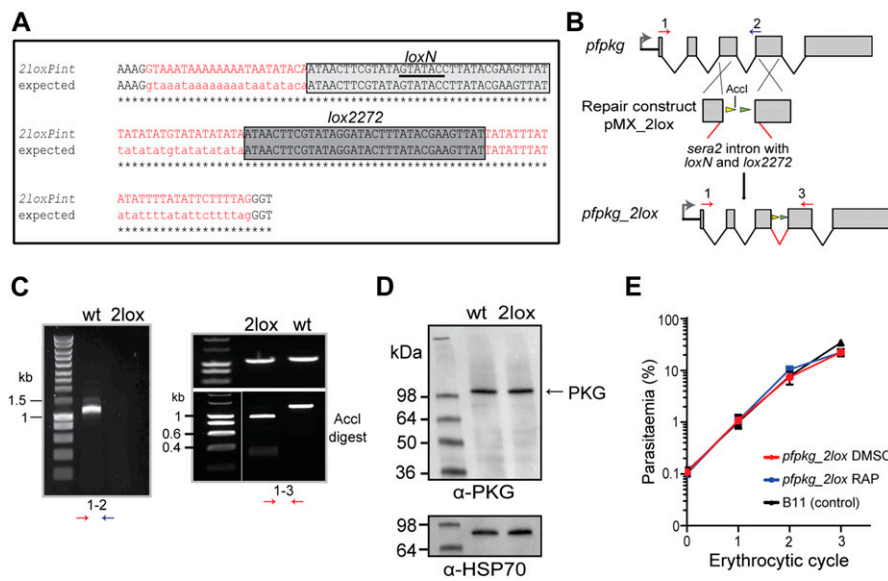 A
loxN
2loxPint AAAGGTAAATAAAAAAAATAATATACAATAACTTCGTATAGTATACCTTATACGAAGTTAT
expected AAAGgtaaataaaaaaaataatatacaATAACTTCGTATAGTATACCTTATACGAAGTTAT
************************************************************
lox2272
2loxPint TATATATGTATATATATATAATAACTTCGTATAGGATACTTTATACGAAGTTATTATATTTAT
expected tatatatgtatatatatataATAACTTCGTATAGGATACTTTATACGAAGTTATtatatttat
************************************************************
2loxPint ATATTTTATATATTCTTTTAGGGT
expected atattttatattcttttagGGT
**********************
B
1
2
pfpkg
AccI
Repair construct
pMX_2lox
sera2 intron with
loxN and lox2272
1
3
pfpkg_2lox
C
wt 2lox
kb
1.5
1
1-2
2lox wt
kb
1
0.6
0.4
AccI
digest
1-3
D
wt 2lox
kDa
98
64
50
36
← PKG
α-PKG
98
64
α-HSP70
E
Parasitaemia (%)
100
10
1
0.1
0 1 2 3
Erythrocytic cycle
pfpkg_2lox DMSO
pfpkg_2lox RAP
B11 (control)